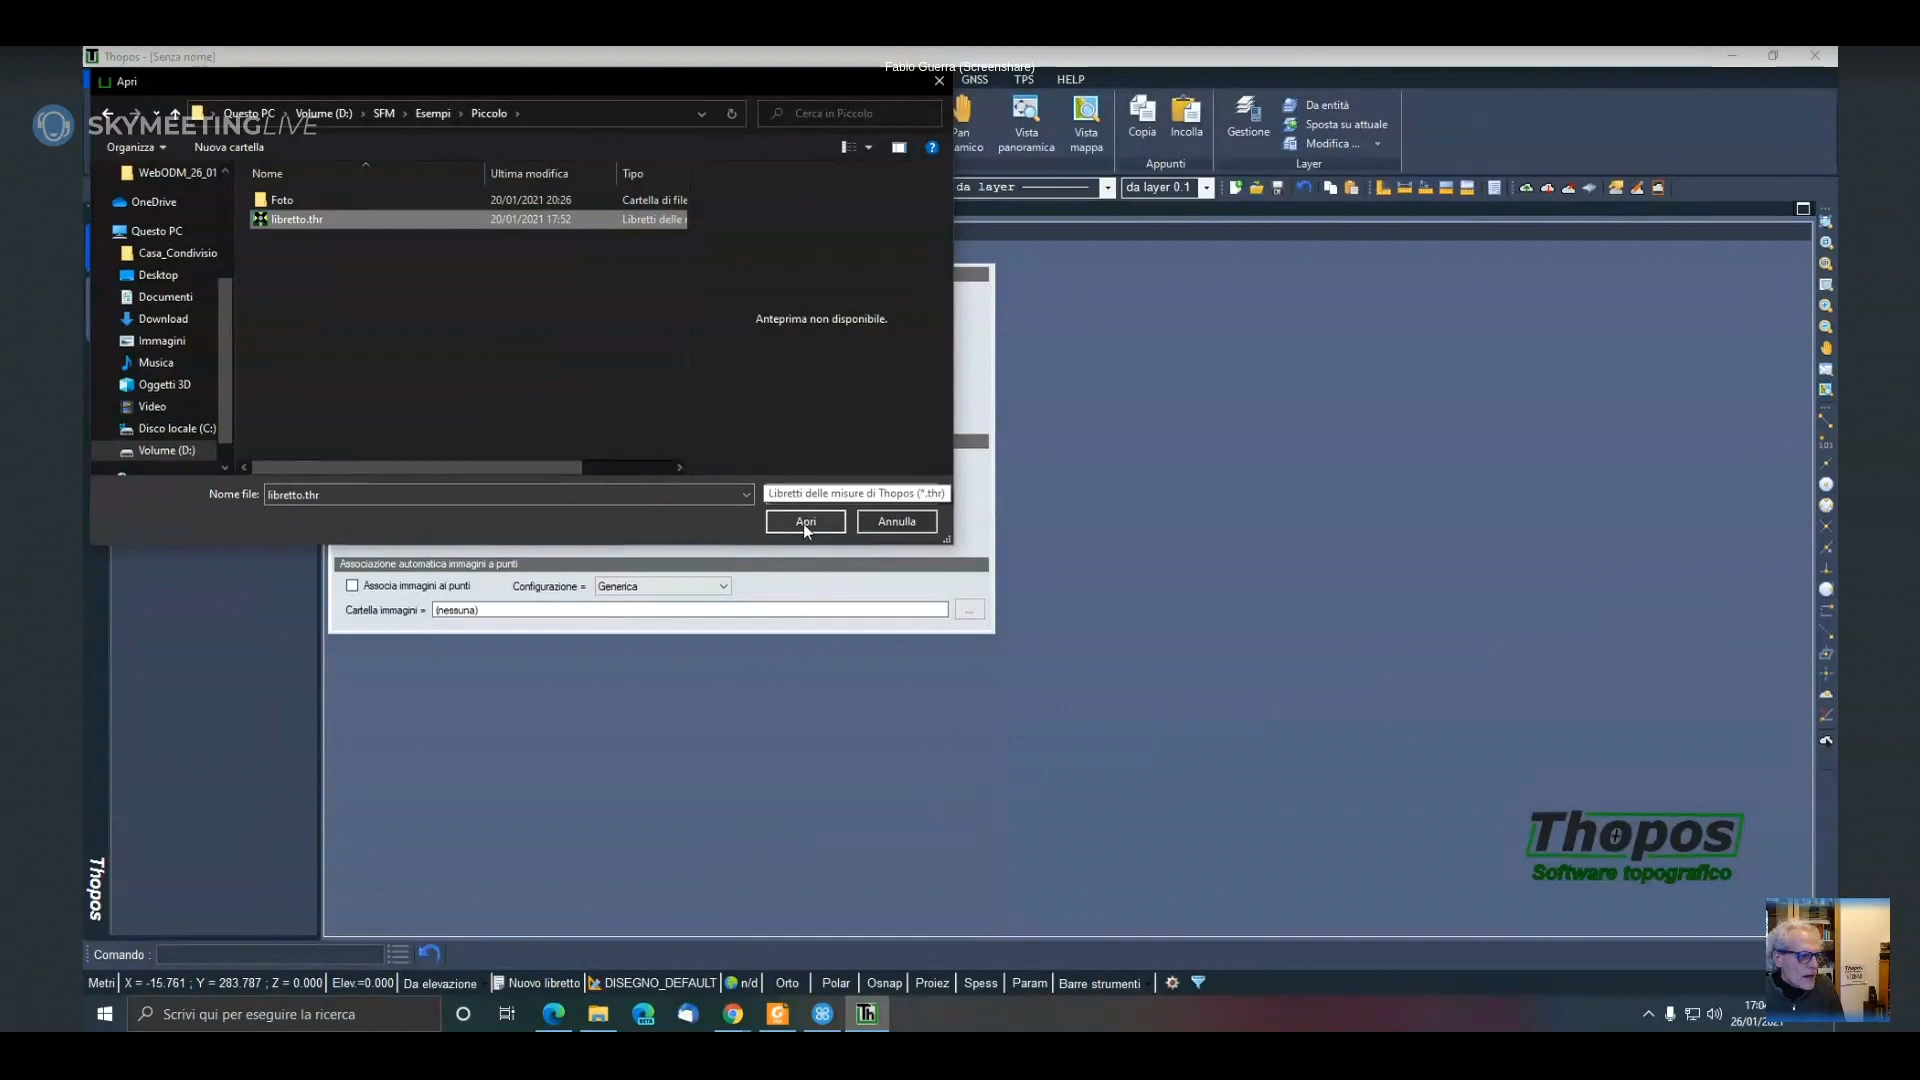 Thopos - [Senza nome]
Fabio Guerra (Screenshare)
Apri
GNSS TPS HELP
SKYMEETINGLIVE
Questo PC > Volume (D:) > SFM > Esempi > Piccolo >
Cerca in Piccolo
Organizza
Nuova cartella
Pan
Vista panoramica
Vista mappa
Copia
Incolla
Appunti
Gestione
Da entità
Sposta su attuale
Modifica ...
Layer
da layer
da layer 0.1
WebODM_26_01
OneDrive
Questo PC
Casa_Condivisio
Desktop
Documenti
Download
Immagini
Musica
Oggetti 3D
Video
Disco locale (C:)
Volume (D:)
Nome Ultima modifica Tipo
Foto 20/01/2021 20:26 Cartella di file
libretto.thr 20/01/2021 17:52 Libretti delle
Anteprima non disponibile.
Nome file: libretto.thr
Libretti delle misure di Thopos (*.thr)
Apri
Annulla
Associazione automatica immagini a punti
Associa immagini ai punti Configurazione = Generica
Cartella immagini = (nessuna) ...
Thopos
Software topografico
Thopos
Comando :
Metri X = -15.761 ; Y = 283.787 ; Z = 0.000 Elev.=0.000 Da elevazione Nuovo libretto DISEGNO_DEFAULT n/d Orto Polar Osnap Proiez Spess Param Barre strumenti
Scrivi qui per eseguire la ricerca
Th
17:04
26/01/202